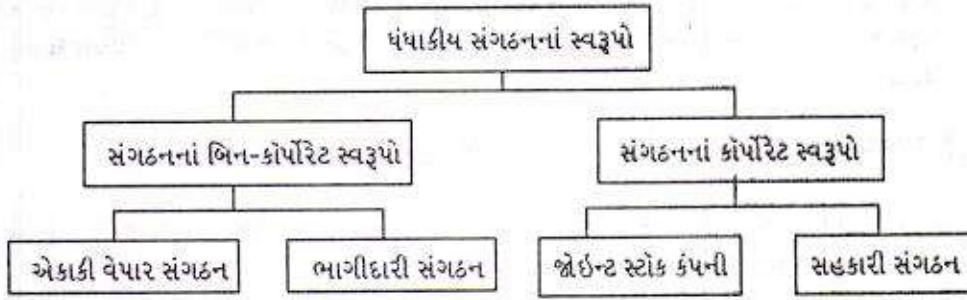 ધંધાકીય સંગઠનનાં સ્વરૂપો
સંગઠનનાં બિન-કૉર્પોરેટ સ્વરૂપો
સંગઠનનાં કૉર્પોરેટ સ્વરૂપો
એકાકી વેપાર સંગઠન
ભાગીદારી સંગઠન
જોઇન્ટ સ્ટૉક કંપની
સહકારી સંગઠન